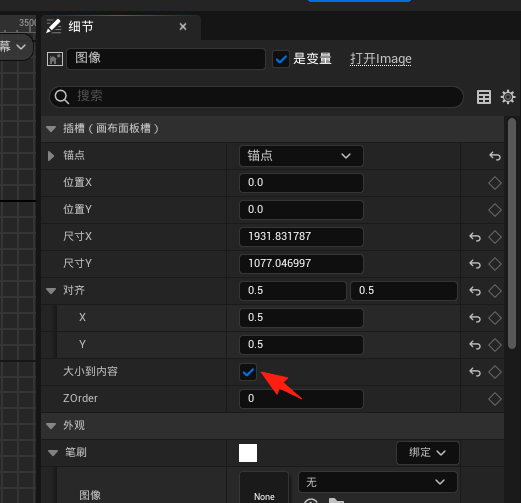 3500
幕
细节
图像
是变量
打开Image
搜索
插槽（画布面板槽）
锚点 锚点
位置X 0.0
位置Y 0.0
尺寸X 1931.831787
尺寸Y 1077.046997
对齐 0.5 0.5
X 0.5
Y 0.5
大小到内容
ZOrder 0
外观
笔刷 绑定
图像 None 无